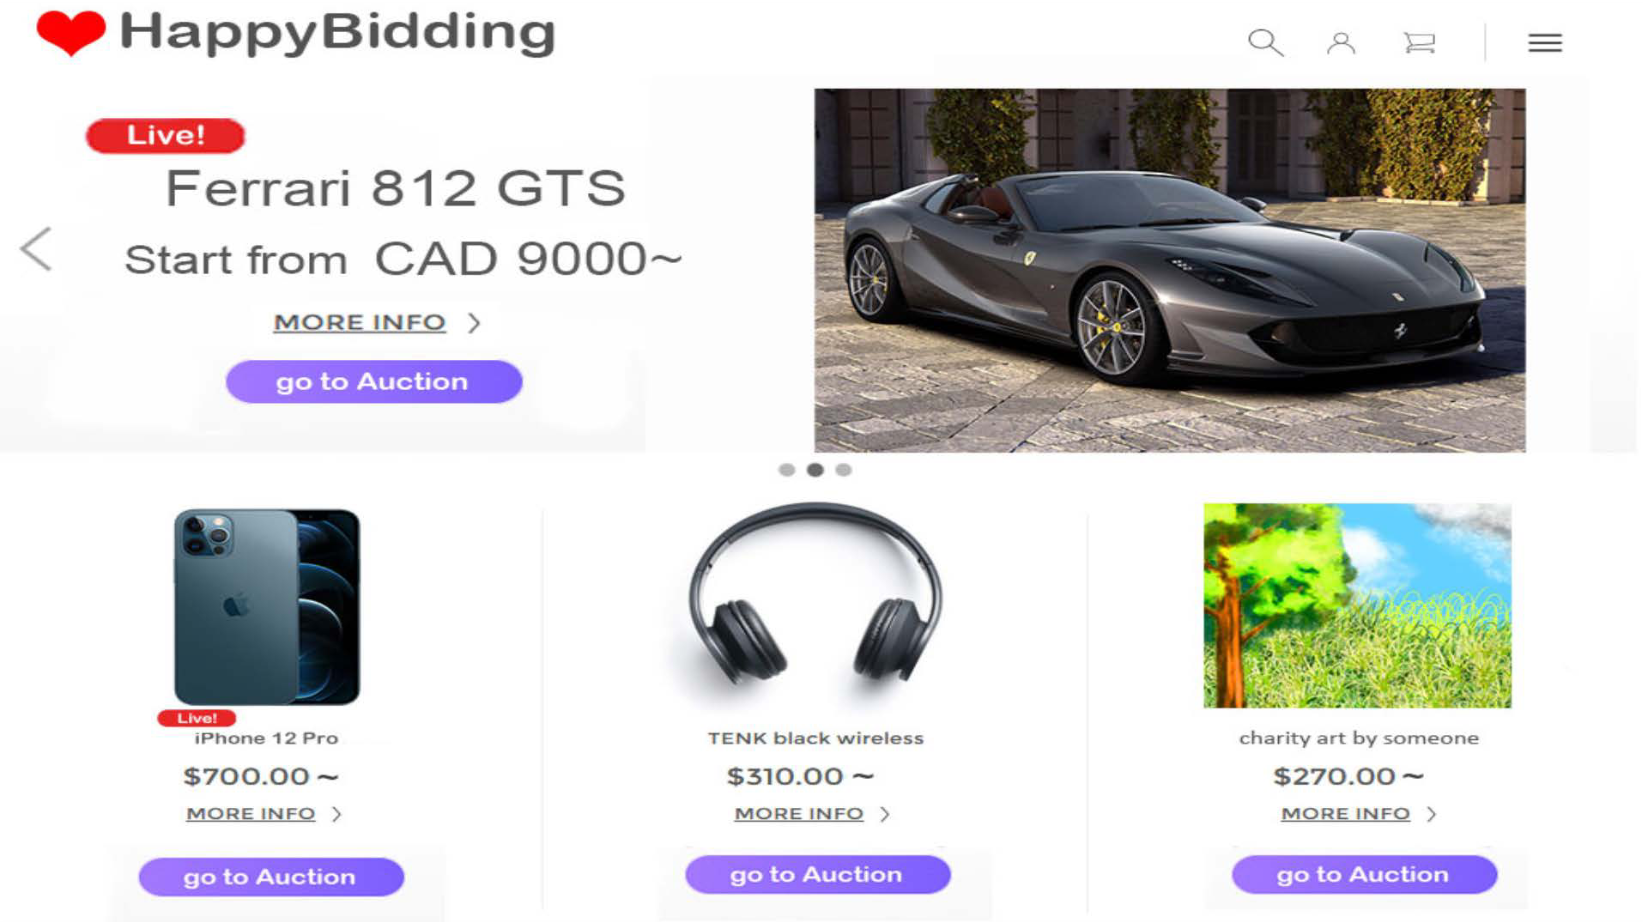 HappyBidding
Live!
Ferrari 812 GTS
Start from CAD 9000~
MORE INFO >
go to Auction
Live!
iPhone 12 Pro
$700.00 ~
MORE INFO >
go to Auction
TENK black wireless
$310.00 ~
MORE INFO >
go to Auction
charity art by someone
$270.00 ~
MORE INFO >
go to Auction